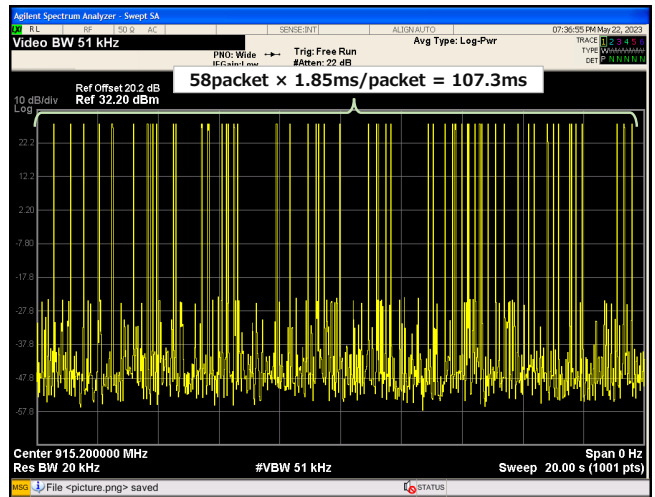 Agilent Spectrum Analyzer - Swept SA
LXI RL RF 50 Ω AC SENSE:INT ALIGN AUTO 07:36:55 PM May 22, 2023
Video BW 51 kHz
PNO: Wide
IFGain:Low
Trig: Free Run
#Atten: 22 dB
Avg Type: Log-Pwr
TRACE 1 2 3 4 5 6
TYPE
DET P N N N N N
58packet × 1.85ms/packet = 107.3ms
Ref Offset 20.2 dB
10 dB/div Ref 32.20 dBm
Log
22.2
12.2
2.20
-7.80
-17.8
-27.8
-37.8
-47.8
-57.8
Center 915.200000 MHz Span 0 Hz
Res BW 20 kHz #VBW 51 kHz Sweep 20.00 s (1001 pts)
MSG File <picture.png> saved STATUS